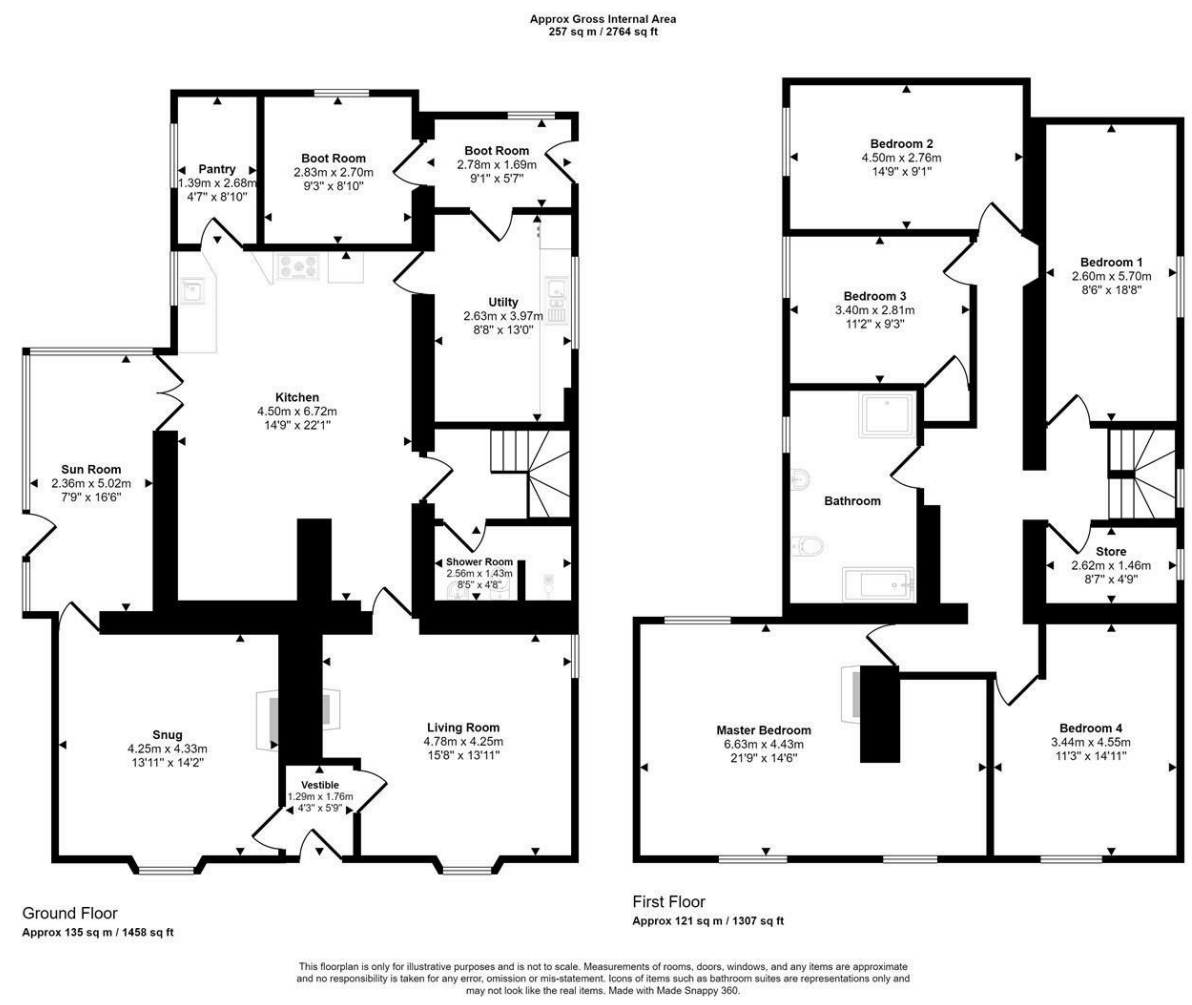 Approx Gross Internal Area
257 sq m / 2764 sq ft
Pantry
1.39m x 2.68m
4'7" x 8'10"
Boot Room
2.83m x 2.70m
9'3" x 8'10"
Boot Room
2.78m x 1.69m
9'1" x 5'7"
Utilty
2.63m x 3.97m
8'8" x 13'0"
Kitchen
4.50m x 6.72m
14'9" x 22'1"
Sun Room
2.36m x 5.02m
7'9" x 16'6"
Shower Room
2.56m x 1.43m
8'5" x 4'8"
Snug
4.25m x 4.33m
13'11" x 14'2"
Living Room
4.78m x 4.25m
15'8" x 13'11"
Vestible
1.29m x 1.76m
4'3" x 5'9"
Ground Floor
Approx 135 sq m / 1458 sq ft
Bedroom 2
4.50m x 2.76m
14'9" x 9'1"
Bedroom 1
2.60m x 5.70m
8'6" x 18'8"
Bedroom 3
3.40m x 2.81m
11'2" x 9'3"
Bathroom
Store
2.62m x 1.46m
8'7" x 4'9"
Master Bedroom
6.63m x 4.43m
21'9" x 14'6"
Bedroom 4
3.44m x 4.55m
11'3" x 14'11"
First Floor
Approx 121 sq m / 1307 sq ft
This floorplan is only for illustrative purposes and is not to scale. Measurements of rooms, doors, windows, and any items are approximate
and no responsibility is taken for any error, omission or mis-statement. Icons of items such as bathroom suites are representations only and
may not look like the real items. Made with Made Snappy 360.